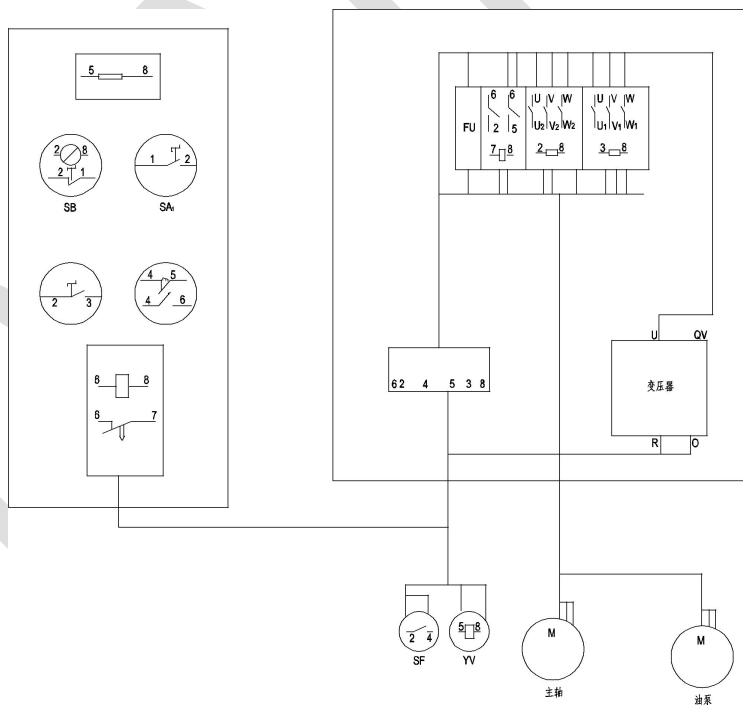 5 8
2 8
2 1
SB
1 2
SA₁
2 3
4 5
4 6
6 8
6 7
FU
6 6
2 5
7 8
U V W
U2 V2 W2
2 8
U V W
U1 V1 W1
3 8
6 2 4 5 3 8
U QV
变压器
R O
2 4
SF
5 8
YV
M
主轴
M
油泵